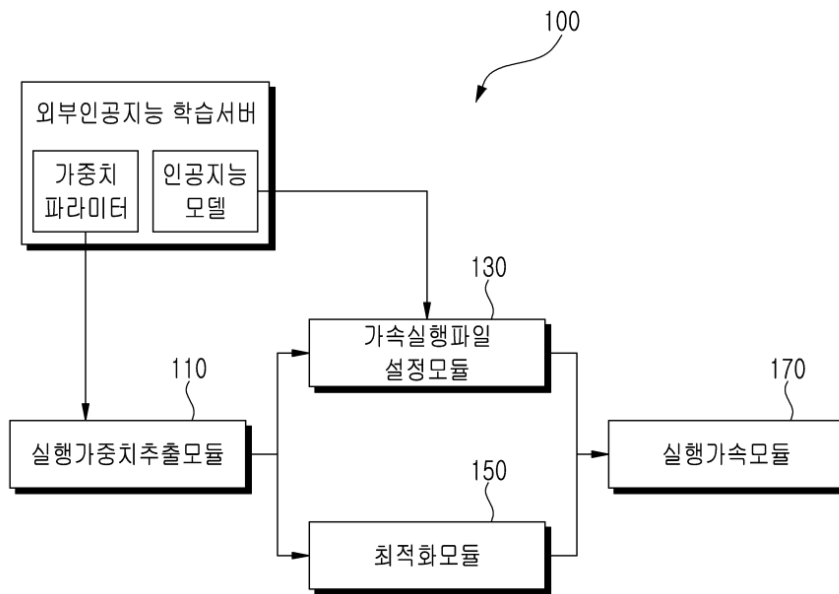 100
외부인공지능 학습서버
가중치
파라미터
인공지능
모델
130
가속실행파일
설정모듈
110
실행가중치추출모듈
170
실행가속모듈
150
최적화모듈